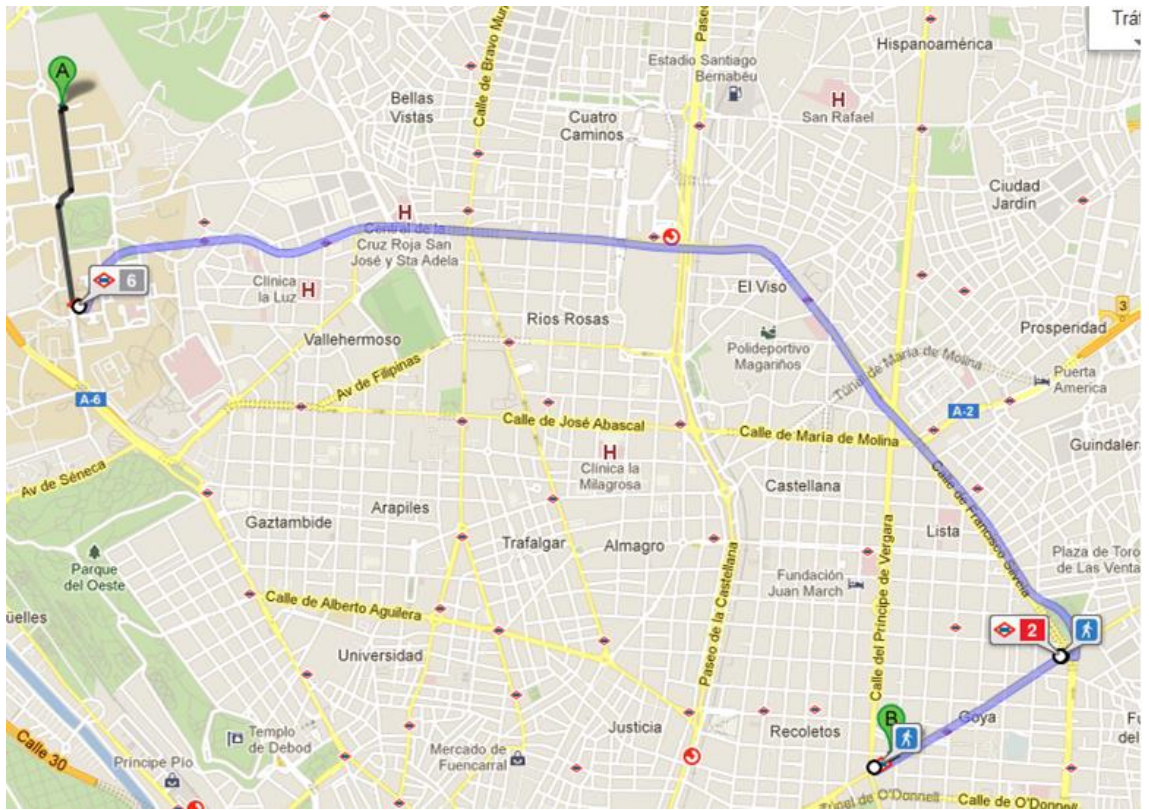 Tráf
Hispanoamérica
Estadio Santiago
Bernabéu
A
Calle de Bravo Mur
Paseo
Bellas
Vistas
H
San Rafael
Cuatro
Caminos
Ciudad
Jardín
H
Central de la
Cruz Roja San
José y Sta Adela
6
Clínica
la Luz
H
El Viso
3
Rios Rosas
Prosperidad
Vallehermoso
Polideportivo
Magariños
Túnel de María de Molina
Puerta
America
Av de Filipinas
A-6
A-2
Calle de José Abascal
Calle de María de Molina
Guindalera
H
Clínica la
Milagrosa
Av de Séneca
Castellana
Calle de Francisco Silvela
Arapiles
Gaztambide
Lista
Trafalgar
Almagro
Plaza de Toro
de Las Venta
Parque
del Oeste
Fundación
Juan March
Calle del Príncipe de Vergara
Paseo de la Castellana
Calle de Alberto Aguilera
üelles
2
Universidad
B
Goya
Justicia
Recoletos
Fu
del
Templo
de Debod
Mercado de
Fuencarral
Calle 30
Príncipe Pío
Túnel de O'Donnell
Calle de O'Donnell